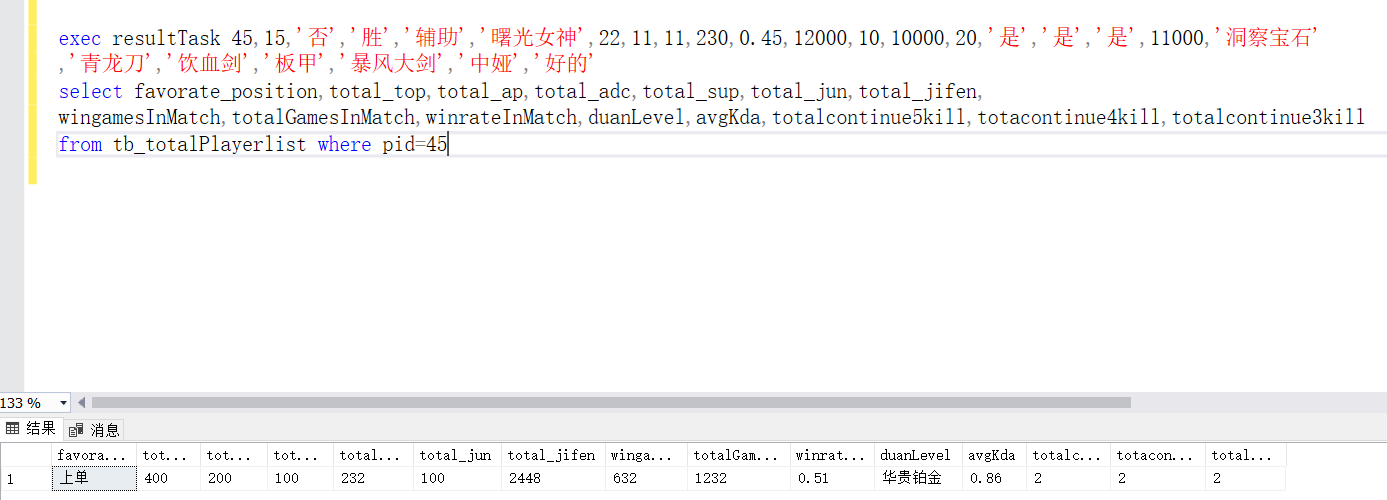 exec resultTask 45,15,'否','胜','辅助','曙光女神',22,11,11,230,0.45,12000,10,10000,20,'是','是','是',11000,'洞察宝石'
,'青龙刀','饮血剑','板甲','暴风大剑','中娅','好的'
select favorate_position,total_top,total_ap,total_adc,total_sup,total_jun,total_jifen,
wingamesInMatch,totalGamesInMatch,winrateInMatch,duanLevel,avgKda,totalcontinue5kill,totacontinue4kill,totalcontinue3kill
from tb_totalPlayerlist where pid=45
133 %
结果 消息
favora... tot... tot... tot... total... total_jun total_jifen winga... totalGam... winrat... duanLevel avgKda totalc... totacon... total...
1 上单 400 200 100 232 100 2448 632 1232 0.51 华贵铂金 0.86 2 2 2